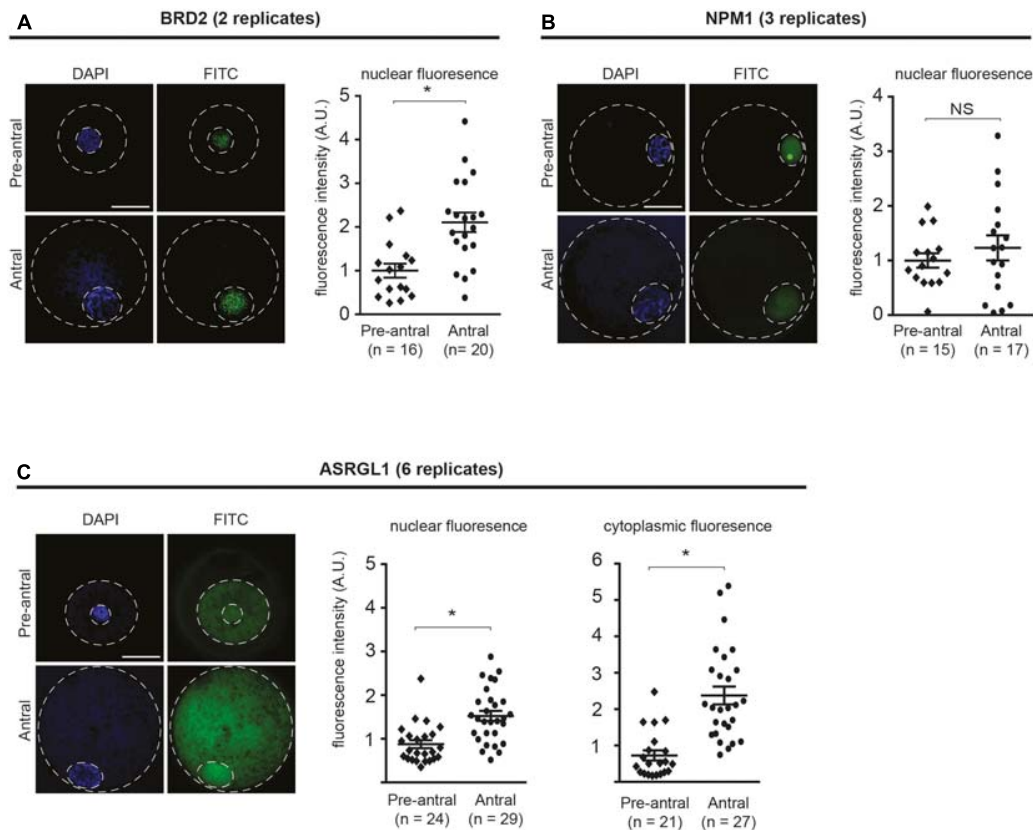 A
BRD2 (2 replicates)
DAPI
FITC
Pre-antral
Antral
nuclear fluoresence
fluorescence intensity (A.U.)
5
4
3
2
1
0
*
Pre-antral
(n = 16)
Antral
(n= 20)
B
NPM1 (3 replicates)
DAPI
FITC
Pre-antral
Antral
nuclear fluoresence
fluorescence intensity (A.U.)
4
3
2
1
0
NS
Pre-antral
(n = 15)
Antral
(n = 17)
C
ASRGL1 (6 replicates)
DAPI
FITC
Pre-antral
Antral
nuclear fluoresence
fluorescence intensity (A.U.)
5
4
3
2
1
*
Pre-antral
(n = 24)
Antral
(n = 29)
cytoplasmic fluoresence
6
5
4
3
2
1
*
Pre-antral
(n = 21)
Antral
(n = 27)